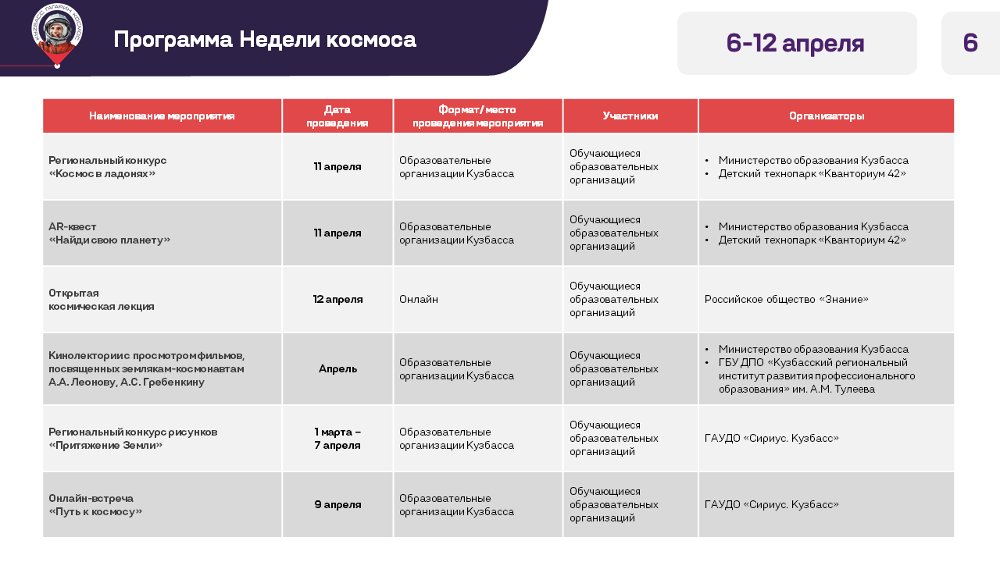 КУЗБАСС. ГАГАРИН. КОСМОС
Программа Недели космоса
6-12 апреля
6
Наименование мероприятия
Дата
проведения
Формат/место
проведения мероприятия
Участники
Организаторы
Региональный конкурс
«Космос в ладонях»
11 апреля
Образовательные
организации Кузбасса
Обучающиеся
образовательных
организаций
• Министерство образования Кузбасса
• Детский технопарк «Кванториум 42»
AR-квест
«Найди свою планету»
11 апреля
Образовательные
организации Кузбасса
Обучающиеся
образовательных
организаций
• Министерство образования Кузбасса
• Детский технопарк «Кванториум 42»
Открытая
космическая лекция
12 апреля
Онлайн
Обучающиеся
образовательных
организаций
Российское общество «Знание»
Кинолектории с просмотром фильмов,
посвященных землякам-космонавтам
А.А. Леонову, А.С. Гребенкину
Апрель
Образовательные
организации Кузбасса
Обучающиеся
образовательных
организаций
• Министерство образования Кузбасса
• ГБУ ДПО «Кузбасский региональный
институт развития профессионального
образования» им. А.М. Тулеева
Региональный конкурс рисунков
«Притяжение Земли»
1 марта –
7 апреля
Образовательные
организации Кузбасса
Обучающиеся
образовательных
организаций
ГАУДО «Сириус. Кузбасс»
Онлайн-встреча
«Путь к космосу»
9 апреля
Образовательные
организации Кузбасса
Обучающиеся
образовательных
организаций
ГАУДО «Сириус. Кузбасс»